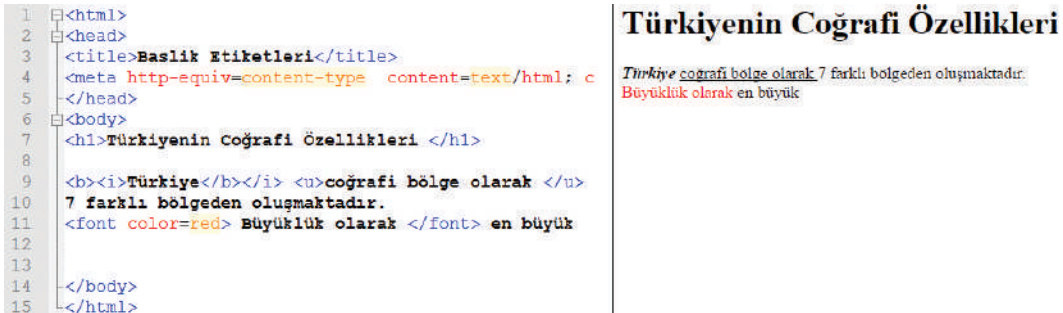 1 <html>
2 <head>
3 <title>Baslik Etiketleri</title>
4 <meta http-equiv=content-type  content=text/html; c
5 </head>
6 <body>
7 <h1>Türkiyenin Coğrafi Özellikleri </h1>
8
9 <b><i>Türkiye</b></i> <u>coğrafi bölge olarak </u>
10 7 farklı bölgeden oluşmaktadır.
11 <font color=red> Büyüklük olarak </font> en büyük
12
13
14 </body>
15 </html>
Türkiyenin Coğrafi Özellikleri
Türkiye coğrafi bölge olarak 7 farklı bölgeden oluşmaktadır.
Büyüklük olarak en büyük